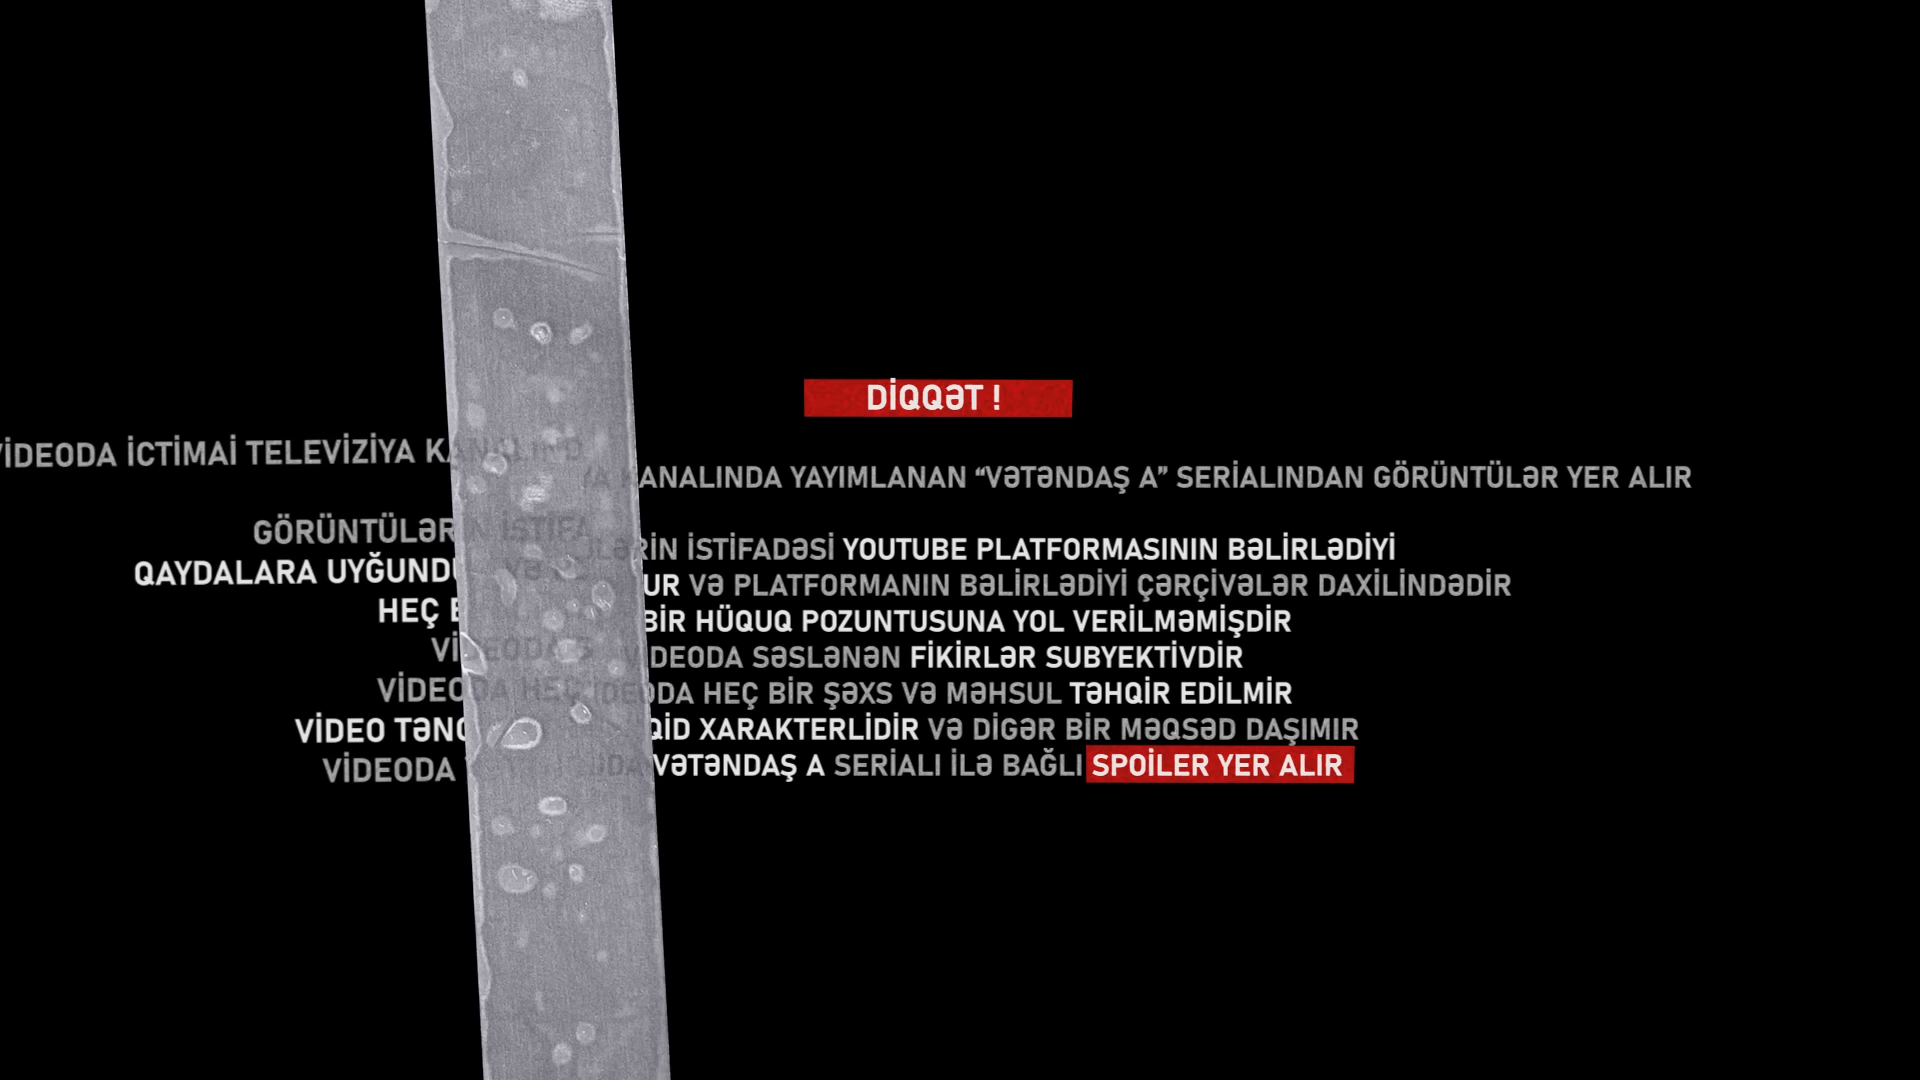 DİQQƏT !
VİDEODA İCTİMAİ TELEVİZİYA KANALINDA YAYIMLANAN “VƏTƏNDAŞ A” SERİALINDAN GÖRÜNTÜLƏR YER ALIR
GÖRÜNTÜLƏRİN İSTİFADƏSİ YOUTUBE PLATFORMASININ BƏLİRLƏDİYİ
QAYDALARA UYĞUNDUR VƏ PLATFORMANIN BƏLİRLƏDİYİ ÇƏRÇİVƏLƏR DAXİLİNDƏDİR
HEÇ BİR HÜQUQ POZUNTUSUNA YOL VERİLMƏMİŞDİR
VİDEODA SƏSLƏNƏN FİKİRLƏR SUBYEKTİVDİR
VİDEODA HEÇ BİR ŞƏXS VƏ MƏHSUL TƏHQİR EDİLMİR
VİDEO TƏNQİD XARAKTERLİDİR VƏ DİGƏR BİR MƏQSƏD DAŞIMIR
VİDEODA VƏTƏNDAŞ A SERİALI İLƏ BAĞLI SPOİLER YER ALIR